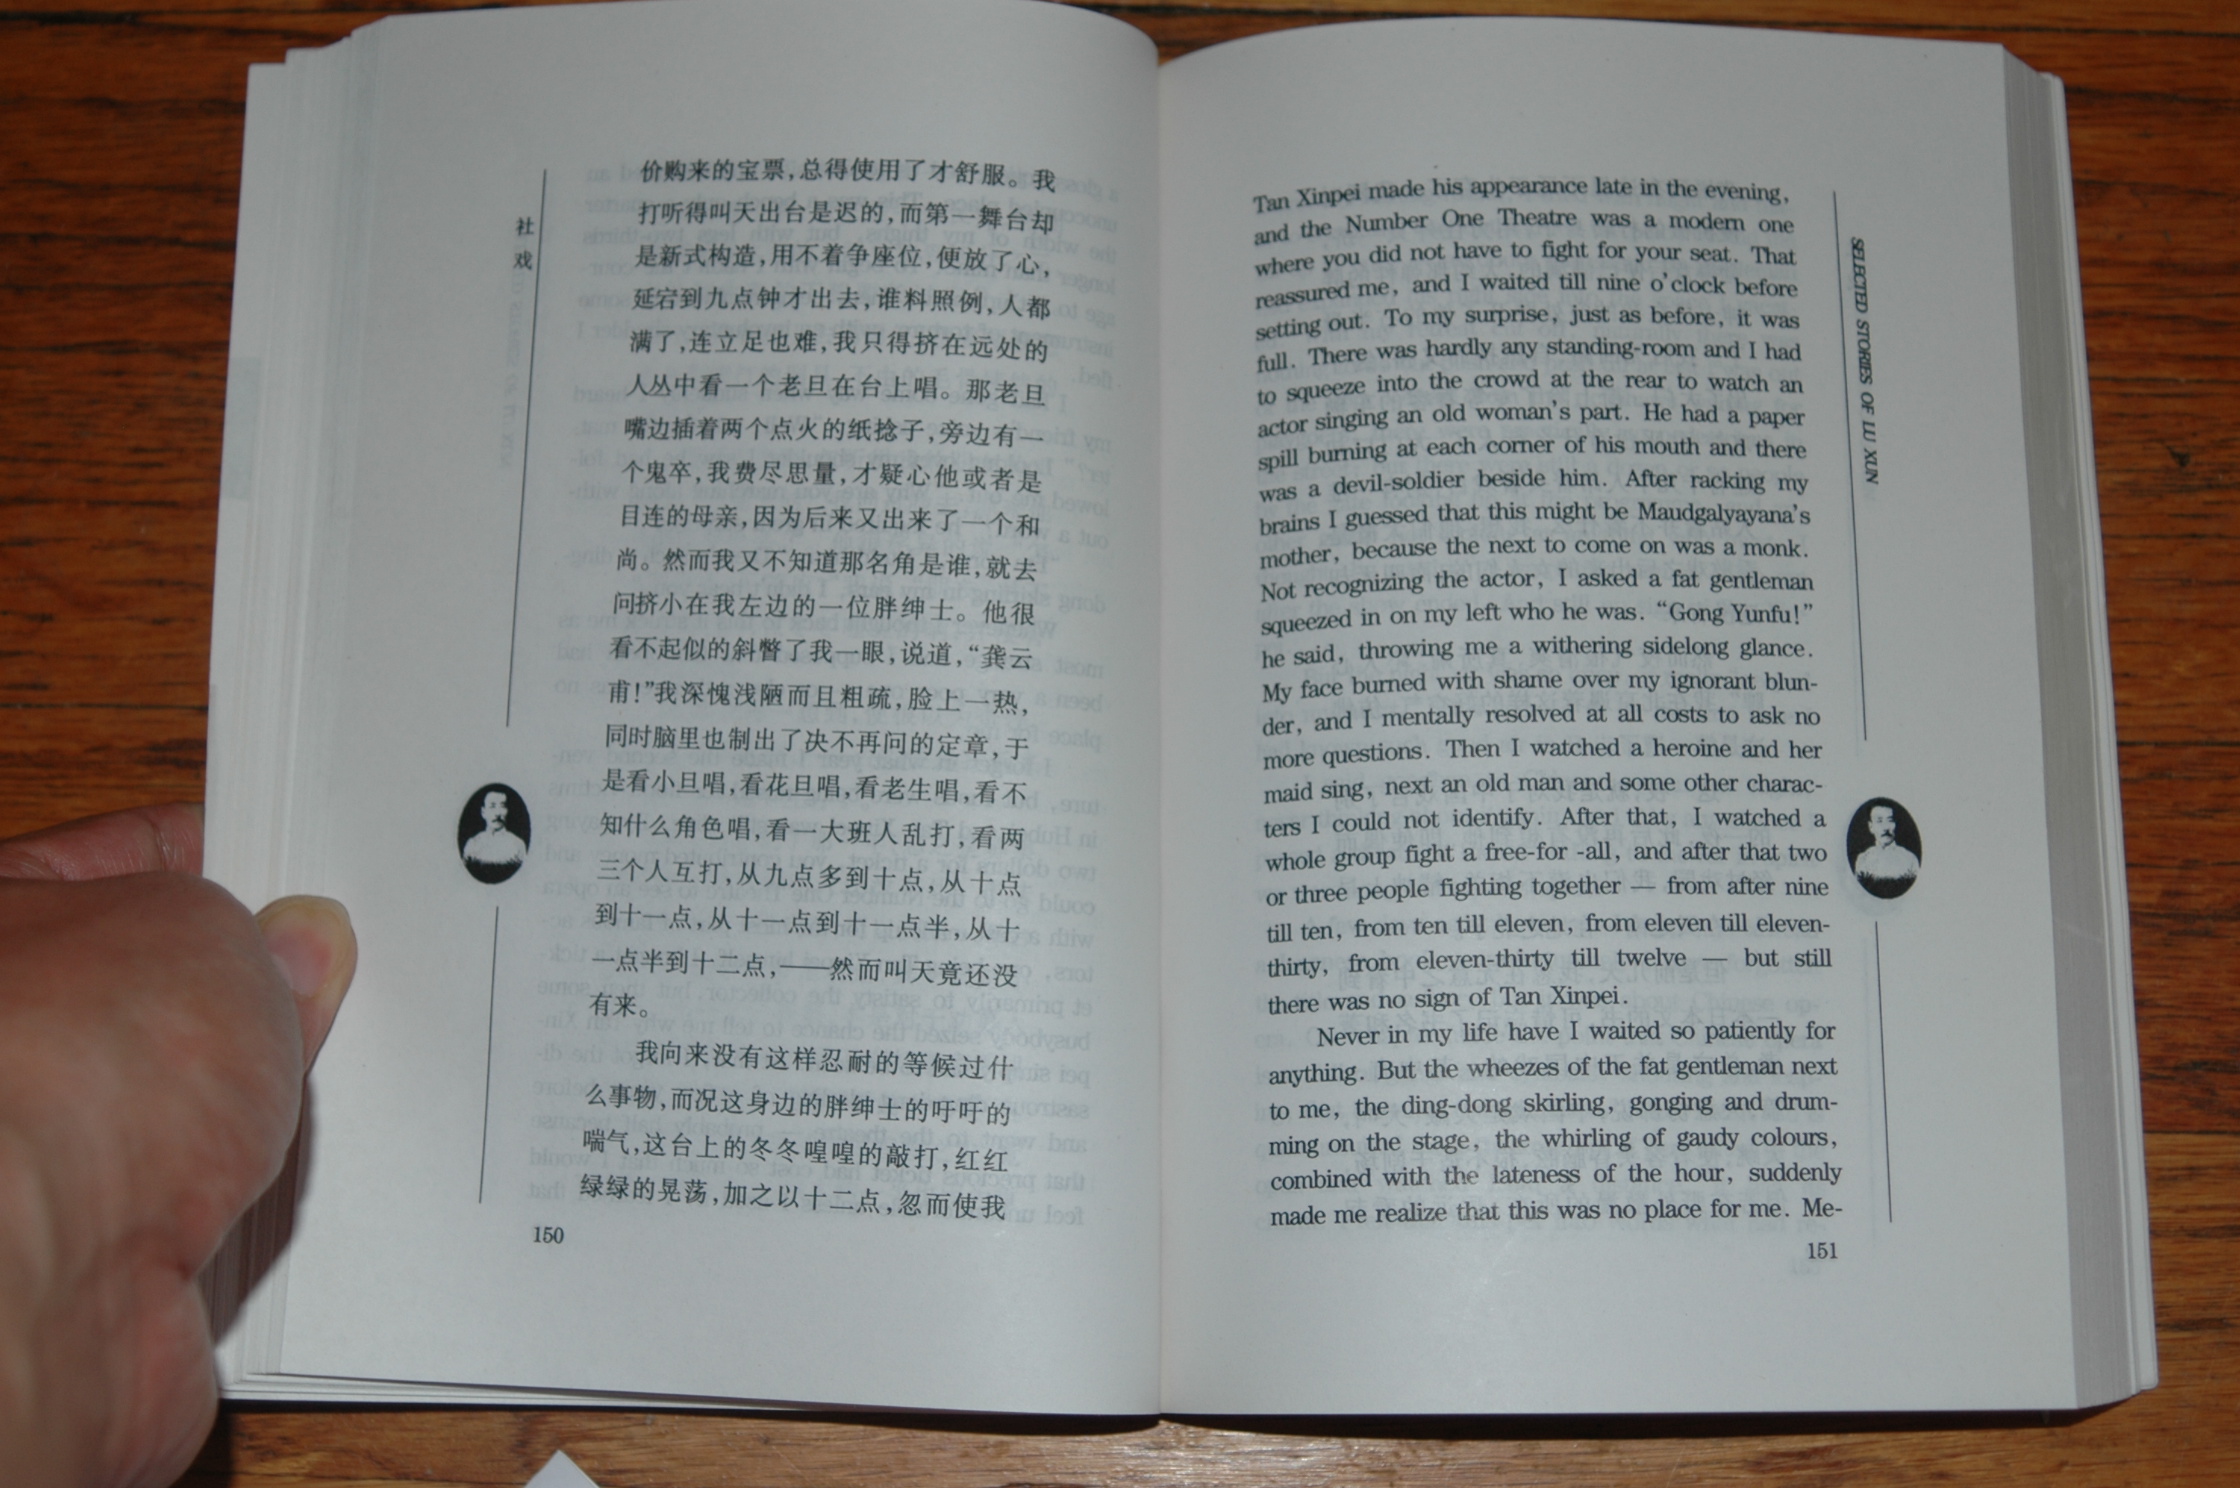 社
戏
价购来的宝票,总得使用了才舒服。我
打听得叫天出台是迟的,而第一舞台却
是新式构造,用不着争座位,便放了心,
延宕到九点钟才出去,谁料照例,人都
满了,连立足也难,我只得挤在远处的
人丛中看一个老旦在台上唱。那老旦
嘴边插着两个点火的纸捻子,旁边有一
个鬼卒,我费尽思量,才疑心他或者是
目连的母亲,因为后来又出来了一个和
尚。然而我又不知道那名角是谁,就去
问挤小在我左边的一位胖绅士。他很
看不起似的斜瞥了我一眼,说道,“龚云
甫!”我深愧浅陋而且粗疏,脸上一热,
同时脑里也制出了决不再问的定章,于
是看小旦唱,看花旦唱,看老生唱,看不
知什么角色唱,看一大班人乱打,看两
三个人互打,从九点多到十点,从十点
到十一点,从十一点到十一点半,从十
一点半到十二点,——然而叫天竟还没
有来。
我向来没有这样忍耐的等候过什
么事物,而况这身边的胖绅士的吁吁的
喘气,这台上的冬冬喤喤的敲打,红红
绿绿的晃荡,加之以十二点,忽而使我
150
SELECTED STORIES OF LU XUN
Tan Xinpei made his appearance late in the evening,
and the Number One Theatre was a modern one
where you did not have to fight for your seat. That
reassured me, and I waited till nine o'clock before
setting out. To my surprise, just as before, it was
full. There was hardly any standing-room and I had
to squeeze into the crowd at the rear to watch an
actor singing an old woman's part. He had a paper
spill burning at each corner of his mouth and there
was a devil-soldier beside him. After racking my
brains I guessed that this might be Maudgalyayana's
mother, because the next to come on was a monk.
Not recognizing the actor, I asked a fat gentleman
squeezed in on my left who he was. “Gong Yunfu!”
he said, throwing me a withering sidelong glance.
My face burned with shame over my ignorant blun-
der, and I mentally resolved at all costs to ask no
more questions. Then I watched a heroine and her
maid sing, next an old man and some other charac-
ters I could not identify. After that, I watched a
whole group fight a free-for -all, and after that two
or three people fighting together — from after nine
till ten, from ten till eleven, from eleven till eleven-
thirty, from eleven-thirty till twelve — but still
there was no sign of Tan Xinpei.
Never in my life have I waited so patiently for
anything. But the wheezes of the fat gentleman next
to me, the ding-dong skirling, gonging and drum-
ming on the stage, the whirling of gaudy colours,
combined with the lateness of the hour, suddenly
made me realize that this was no place for me. Me-
151